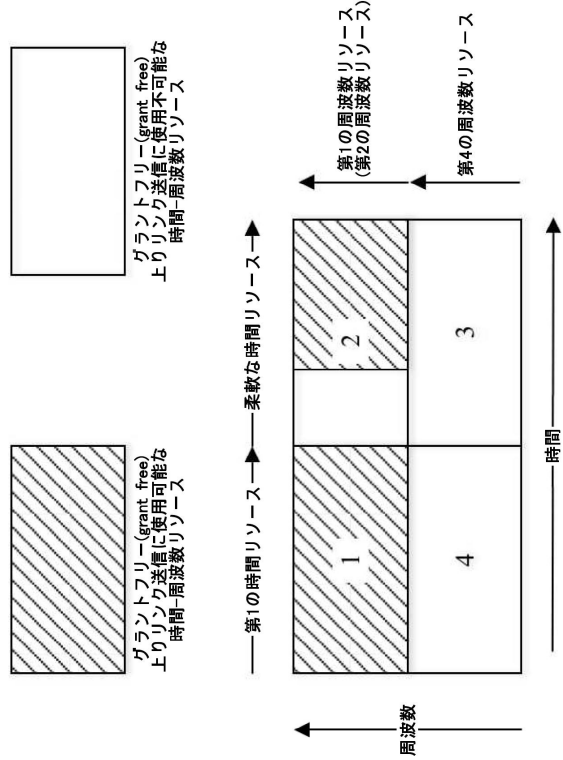 グラントフリー(grant free)
上りリンク送信に使用可能な
時間-周波数リソース
グラントフリー(grant free)
上りリンク送信に使用不可能な
時間-周波数リソース
第1の時間リソース
柔軟な時間リソース
周波数
1
2
4
3
第1の周波数リソース
(第2の周波数リソース)
第4の周波数リソース
時間